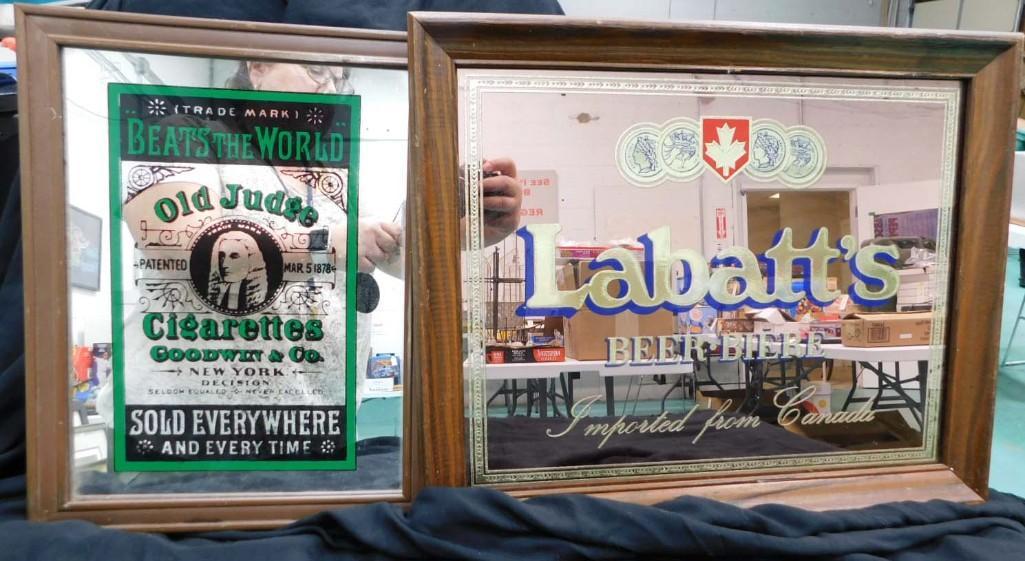 (TRADE MARK)
"BEATS THE WORLD"
Old Judge
PATENTED MAR 5 1878
Cigarettes
GOODWIN & Co.
NEW YORK
DECISION
SELDOM EQUALED NEVER EXCELLED
SOLD EVERYWHERE
AND EVERY TIME
Labatt's
BEER·BIERE
Imported from Canada